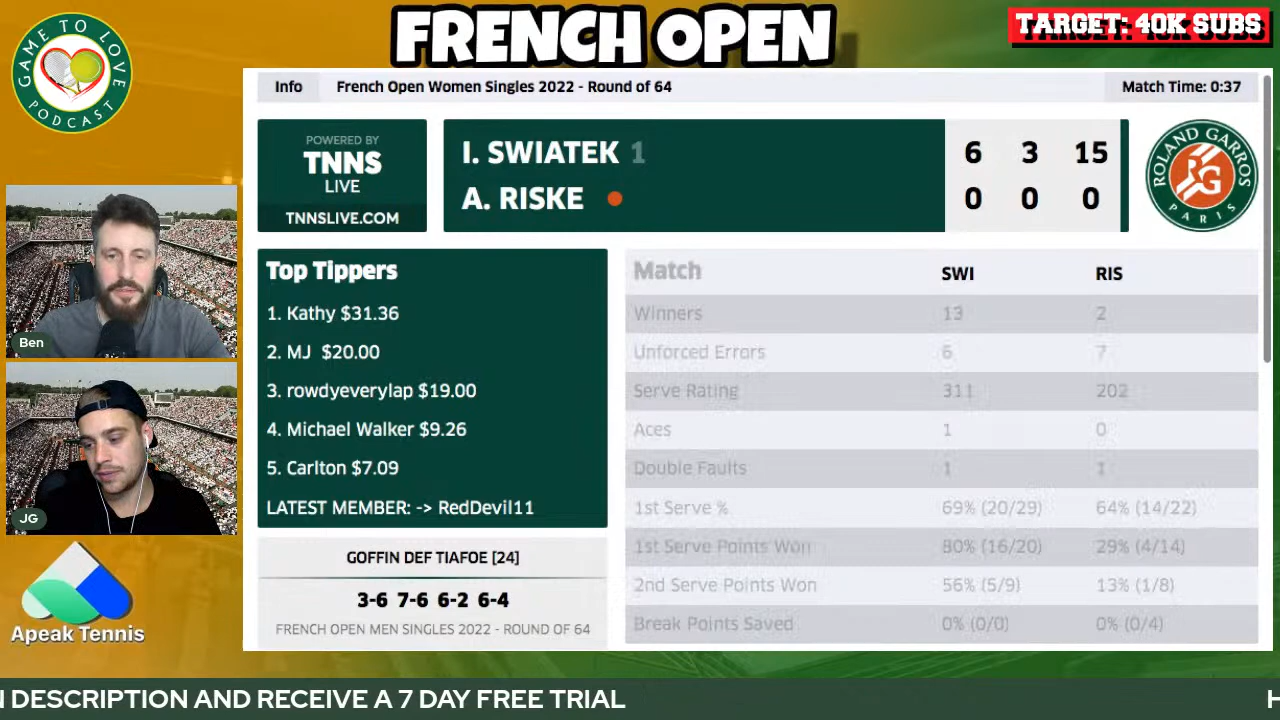 FRENCH OPEN
TARGET: 40K SUBS
GAME TO LOVE
PODCAST
Info
French Open Women Singles 2022 - Round of 64
Match Time: 0:37
POWERED BY
TNNS
LIVE
TNNSLIVE.COM
I. SWIATEK 1 6 3 15
A. RISKE 0 0 0
ROLAND GARROS
RG
PARIS
Ben
JG
Apeak Tennis
Top Tippers
1. Kathy $31.36
2. MJ $20.00
3. rowdyeverylap $19.00
4. Michael Walker $9.26
5. Carlton $7.09
LATEST MEMBER: -> RedDevil11
GOFFIN DEF TIAFOE [24]
3-6 7-6 6-2 6-4
FRENCH OPEN MEN SINGLES 2022 - ROUND OF 64
Match SWI RIS
Winners 13 2
Unforced Errors 6 7
Serve Rating 311 202
Aces 1 0
Double Faults 1 1
1st Serve % 69% (20/29) 64% (14/22)
1st Serve Points Won 80% (16/20) 29% (4/14)
2nd Serve Points Won 56% (5/9) 13% (1/8)
Break Points Saved 0% (0/0) 0% (0/4)
N DESCRIPTION AND RECEIVE A 7 DAY FREE TRIAL H